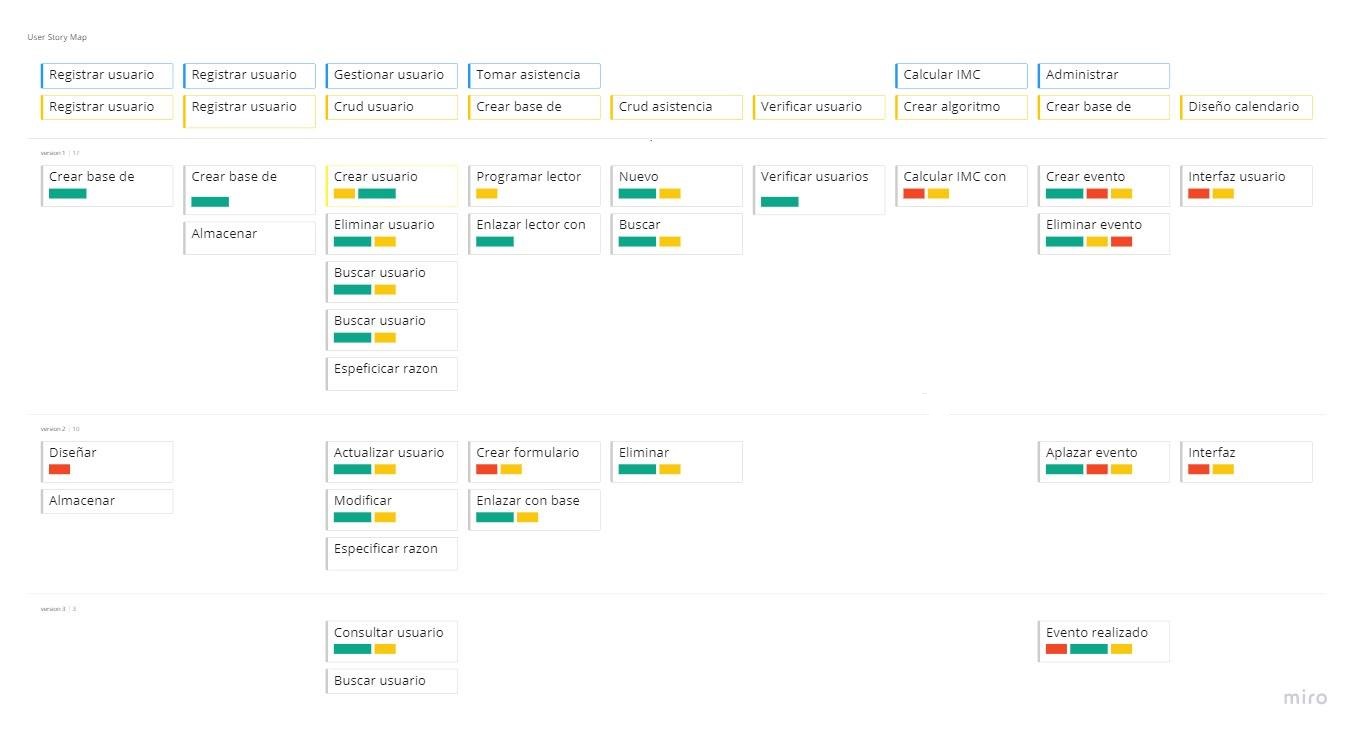 User Story Map
Registrar usuario
Registrar usuario
Gestionar usuario
Tomar asistencia
Calcular IMC
Administrar
Registrar usuario
Registrar usuario
Crud usuario
Crear base de
Crud asistencia
Verificar usuario
Crear algoritmo
Crear base de
Diseño calendario
version 1 | 17
Crear base de
Crear base de
Crear usuario
Programar lector
Nuevo
Verificar usuarios
Calcular IMC con
Crear evento
Interfaz usuario
Almacenar
Eliminar usuario
Enlazar lector con
Buscar
Eliminar evento
Buscar usuario
Buscar usuario
Espeficicar razon
version 2 | 10
Diseñar
Actualizar usuario
Crear formulario
Eliminar
Aplazar evento
Interfaz
Almacenar
Modificar
Enlazar con base
Especificar razon
version 3 | 3
Consultar usuario
Evento realizado
Buscar usuario
miro